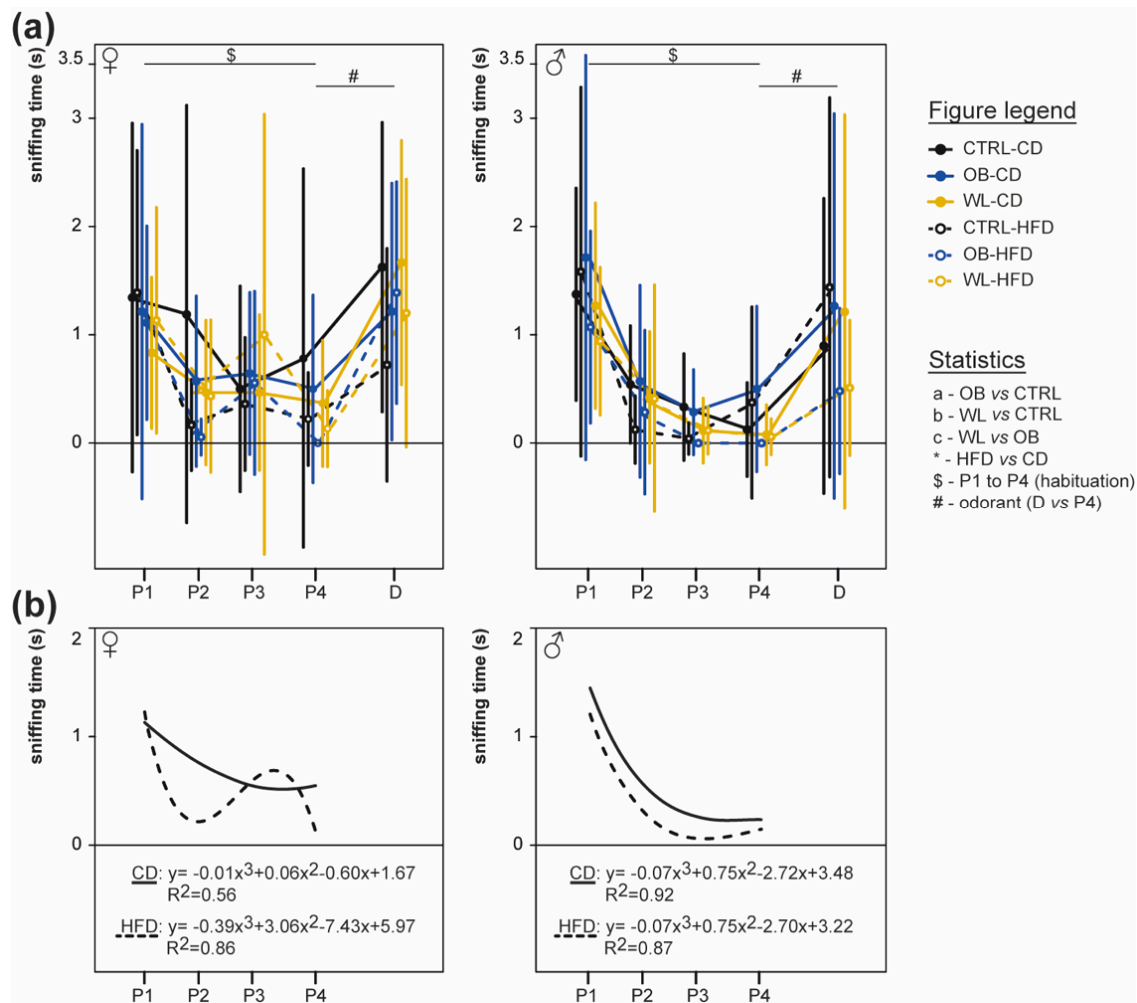 (a)
sniffing time (s)
3.5
3
2
1
0
♀
$
#
P1 P2 P3 P4 D
sniffing time (s)
3.5
3
2
1
0
♂
$
#
P1 P2 P3 P4 D
Figure legend
CTRL-CD
OB-CD
WL-CD
CTRL-HFD
OB-HFD
WL-HFD
Statistics
a - OB vs CTRL
b - WL vs CTRL
c - WL vs OB
* - HFD vs CD
$ - P1 to P4 (habituation)
# - odorant (D vs P4)
(b)
sniffing time (s)
2
1
0
♀
CD: y= -0.01x³+0.06x²-0.60x+1.67
R²=0.56
HFD: y= -0.39x³+3.06x²-7.43x+5.97
R²=0.86
P1 P2 P3 P4
sniffing time (s)
2
1
0
♂
CD: y= -0.07x³+0.75x²-2.72x+3.48
R²=0.92
HFD: y= -0.07x³+0.75x²-2.70x+3.22
R²=0.87
P1 P2 P3 P4